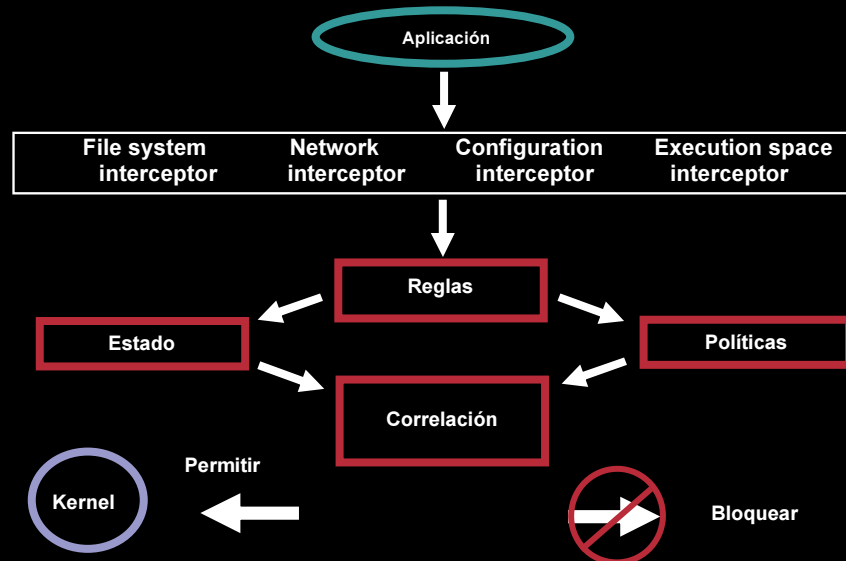 Aplicación
File system interceptor
Network interceptor
Configuration interceptor
Execution space interceptor
Reglas
Estado
Políticas
Correlación
Permitir
Kernel
Bloquear